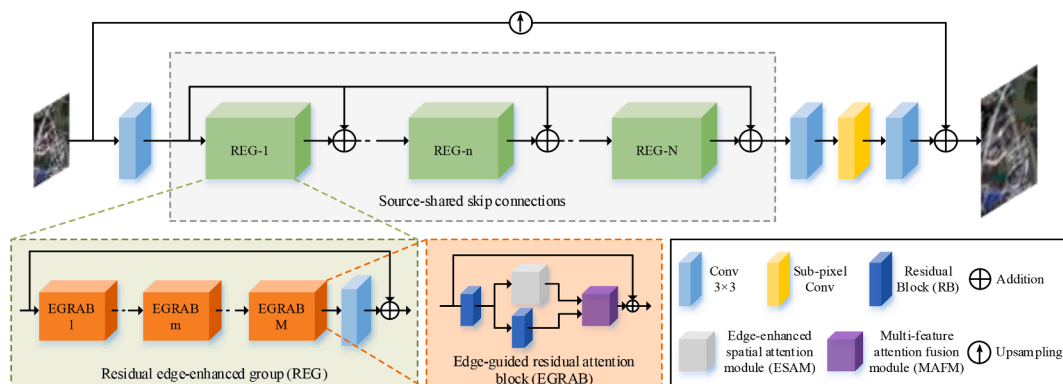 REG-1
REG-n
REG-N
Source-shared skip connections
EGRAB
1
EGRAB
m
EGRAB
M
Residual edge-enhanced group (REG)
Edge-guided residual attention
block (EGRAB)
Conv
3×3
Sub-pixel
Conv
Residual
Block (RB)
Addition
Edge-enhanced
spatial attention
module (ESAM)
Multi-feature
attention fusion
module (MAFM)
Upsampling